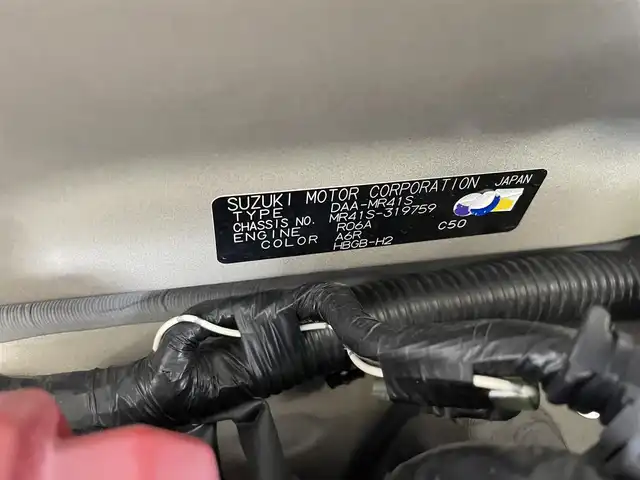 SUZUKI MOTOR CORPORATION JAPAN
TYPE DAA-MR41S
CHASSIS NO. MR41S-319759
ENGINE R06A C50
COLOR A6R
HBGB-H2